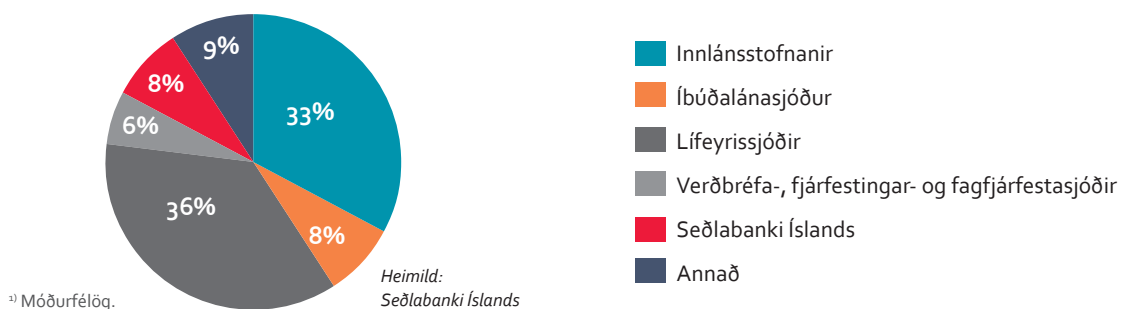 9%
8%
33%
6%
36%
8%
Heimild:
Seðlabanki Íslands
¹⁾ Móðurfélög.
Innlánsstofnanir
Íbúðalánasjóður
Lífeyrissjóðir
Verðbréfa-, fjárfestingar- og fagfjárfestasjóðir
Seðlabanki Íslands
Annað